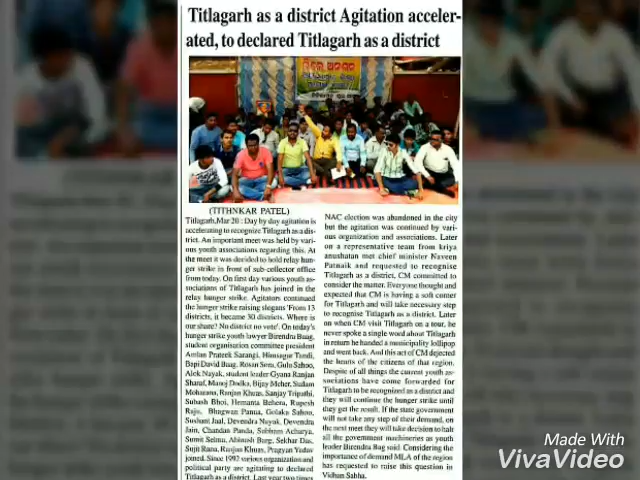 Titlagarh as a district Agitation acceler-
ated, to declared Titlagarh as a district
(TITHNKAR PATEL)
Titlagarh,Mar 20 : Day by day agitation is
accelerating to recognize Titlagarh as a dis-
trict. An important meet was held by vari-
ous youth associations regarding this. At
the meet it was decided to hold relay hun-
ger strike in front of sub-collector office
from today. On first day various youth as-
sociations of Titlagarh has joined in the
relay hunger strike. Agitators continued
the hunger strike raising slogans 'From 13
districts, it became 30 districts. Where is
our share? No district no vote'. On today's
hunger strike youth lawyer Birendra Bag,
student organisation committee president
Amlan Prateek Sarangi, Himsagar Tandi,
Bapi David Buag, Rosan Seta, Gulo Sahoo,
Alek Nayak, student leader Gyana Ranjan
Sharaf, Manoj Dodka, Bijay Meher, Sudam
Moharana, Ranjan Khuas, Sanjay Tripathi,
Subash Bhoi, Hemanta Behera, Rupesh
Raju, Bhagwan Panua, Golaka Sahoo,
Sushant Jual, Devendra Nayak, Devendra
Jain, Chandan Panda, Subham Acharya,
Sumit Selma, Abinash Barg, Sekhar Das,
Sujit Rana, Ranjan Khuas, Pragyan Yadav
joined. Since 1992 various organization and
political party are agitating to declared
Titlagarh as a district. Last year two times
NAC election was abandoned in the city
but the agitation was continued by vari-
ous organization and associations. Later
on a representative team from kriya
anushatan met chief minister Naveen
Patnaik and requested to recognise
Titlagarh as a district, CM committed to
consider the matter. Everyone thought and
expected that CM is having a soft center
for Titlagarh and will take necessary step
to recognise Titlagarh as a district. Later
on when CM visit Titlagarh on a tour, he
never spoke a single word about Titlagarh
in return he handed a municipality lollipop
and went back. And this act of CM dejected
the hearts of the citizens of that region.
Despite of all things the current youth as-
sociations have come forwarded for
Titlagarh to be recognized as a district and
they will continue the hunger strike until
they get the result. If the state government
will not take any step of their demand, on
the next meet they will take decision to halt
all the government machineries as youth
leader Birendra Bag said. Considering the
importance of demand MLA of the region
has requested to raise this question in
Vidhan Sabha.
Made With
VivaVideo